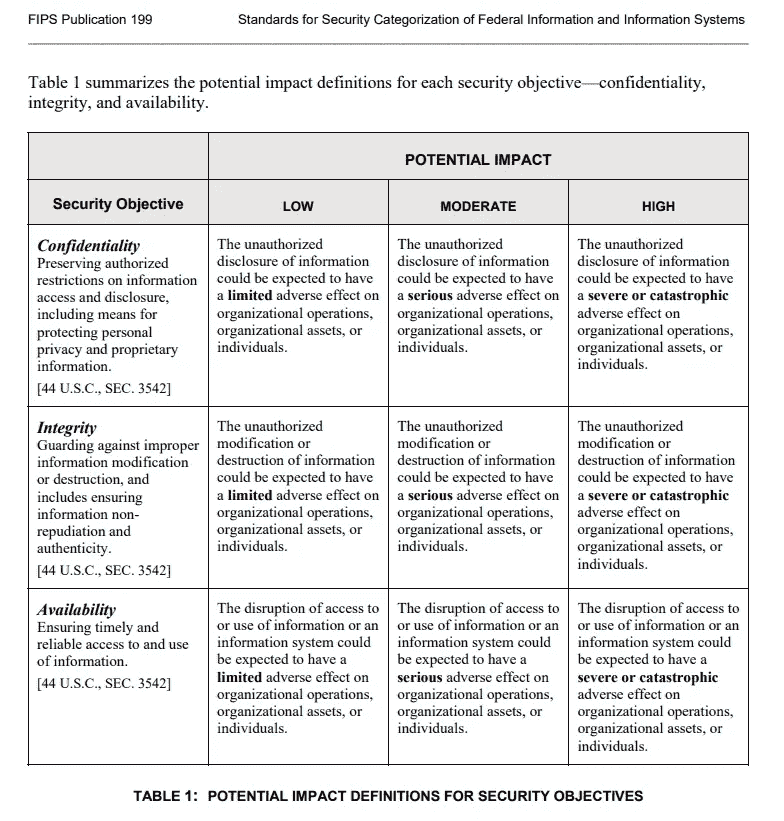 FIPS Publication 199 Standards for Security Categorization of Federal Information and Information Systems
Table 1 summarizes the potential impact definitions for each security objective—confidentiality,
integrity, and availability.
POTENTIAL IMPACT
Security Objective
LOW
MODERATE
HIGH
Confidentiality
Preserving authorized
restrictions on information
access and disclosure,
including means for
protecting personal
privacy and proprietary
information.
[44 U.S.C., SEC. 3542]
The unauthorized
disclosure of information
could be expected to have
a limited adverse effect on
organizational operations,
organizational assets, or
individuals.
The unauthorized
disclosure of information
could be expected to have
a serious adverse effect on
organizational operations,
organizational assets, or
individuals.
The unauthorized
disclosure of information
could be expected to have
a severe or catastrophic
adverse effect on
organizational operations,
organizational assets, or
individuals.
Integrity
Guarding against improper
information modification
or destruction, and
includes ensuring
information non-
repudiation and
authenticity.
[44 U.S.C., SEC. 3542]
The unauthorized
modification or
destruction of information
could be expected to have
a limited adverse effect on
organizational operations,
organizational assets, or
individuals.
The unauthorized
modification or
destruction of information
could be expected to have
a serious adverse effect on
organizational operations,
organizational assets, or
individuals.
The unauthorized
modification or
destruction of information
could be expected to have
a severe or catastrophic
adverse effect on
organizational operations,
organizational assets, or
individuals.
Availability
Ensuring timely and
reliable access to and use
of information.
[44 U.S.C., SEC. 3542]
The disruption of access to
or use of information or an
information system could
be expected to have a
limited adverse effect on
organizational operations,
organizational assets, or
individuals.
The disruption of access to
or use of information or an
information system could
be expected to have a
serious adverse effect on
organizational operations,
organizational assets, or
individuals.
The disruption of access to
or use of information or an
information system could
be expected to have a
severe or catastrophic
adverse effect on
organizational operations,
organizational assets, or
individuals.
TABLE 1: POTENTIAL IMPACT DEFINITIONS FOR SECURITY OBJECTIVES